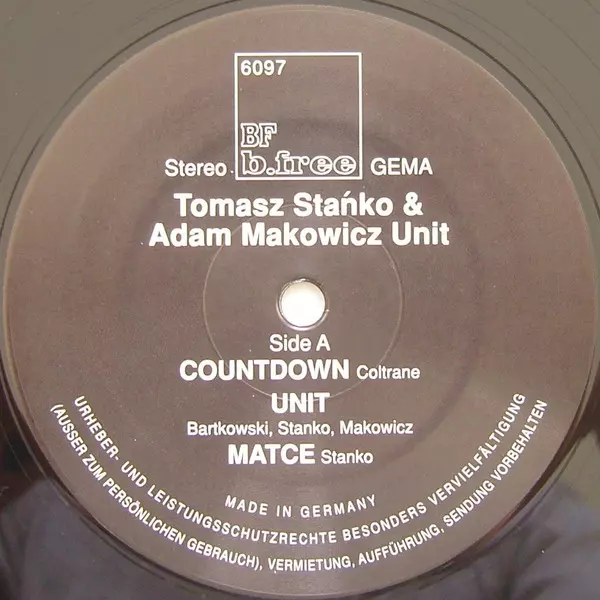 6097
BF
b.free
Stereo GEMA
Tomasz Stańko &
Adam Makowicz Unit
Side A
COUNTDOWN Coltrane
UNIT
Bartkowski, Stanko, Makowicz
MATCE Stanko
MADE IN GERMANY
URHEBER- UND LEISTUNGSSCHUTZRECHTE BESONDERS VERVIELFÄLTIGUNG
(AUSSER ZUM PERSÖNLICHEN GEBRAUCH), VERMIETUNG, AUFFÜHRUNG, SENDUNG VORBEHALTEN